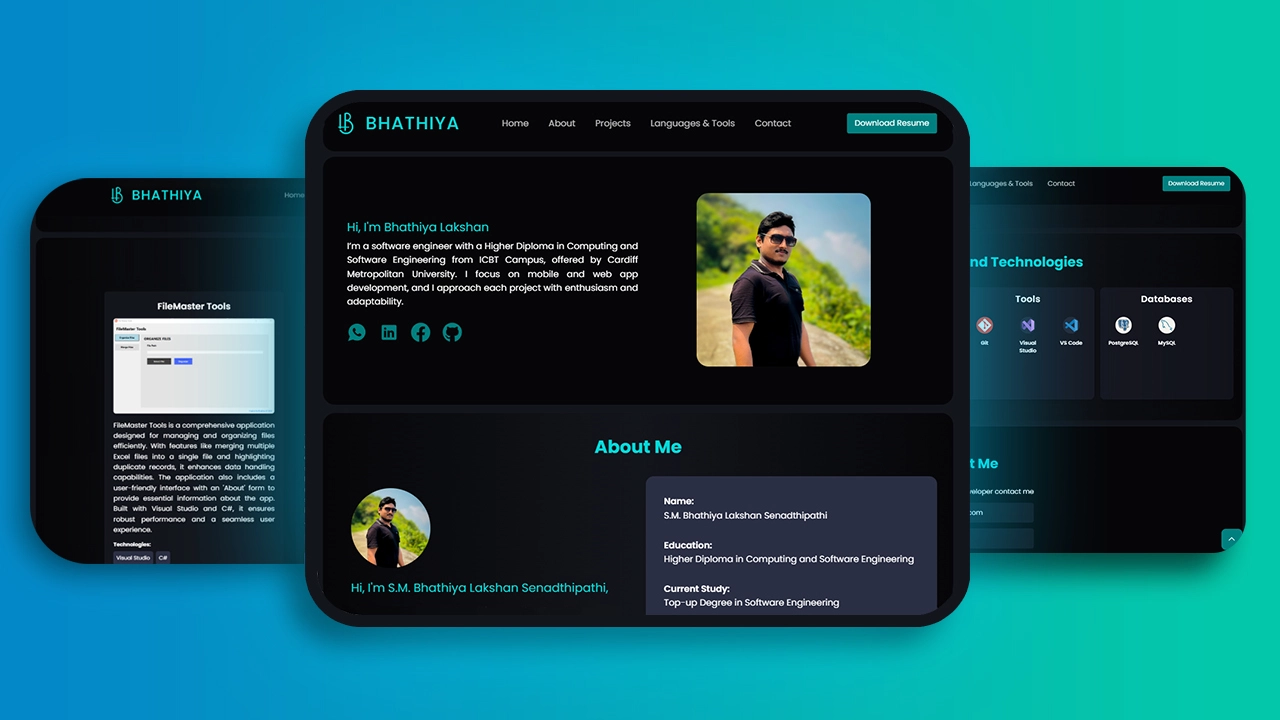 BHATHIYA
Home
FileMaster Tools
FileMaster Tools
ORGANIZE FILES
FileMaster Tools is a comprehensive application
designed for managing and organizing files
efficiently. With features like merging multiple
Excel files into a single file and highlighting
duplicate records, it enhances data handling
capabilities. The application also includes a
user-friendly interface with an 'About' form to
provide essential information about the app.
Built with Visual Studio and C#, it ensures
robust performance and a seamless user
experience.
Technologies:
Visual Studio C#
BHATHIYA
Home About Projects Languages & Tools Contact Download Resume
Hi, I'm Bhathiya Lakshan
I'm a software engineer with a Higher Diploma in Computing and
Software Engineering from ICBT Campus, offered by Cardiff
Metropolitan University. I focus on mobile and web app
development, and I approach each project with enthusiasm and
adaptability.
About Me
Hi, I'm S.M. Bhathiya Lakshan Senadthipathi,
Name:
S.M. Bhathiya Lakshan Senadthipathi
Education:
Higher Diploma in Computing and Software Engineering
Current Study:
Top-up Degree in Software Engineering
Languages & Tools Contact Download Resume
nd Technologies
Tools
Git Visual Studio VS Code
Databases
PostgreSQL MySQL
t Me
veloper contact me
com